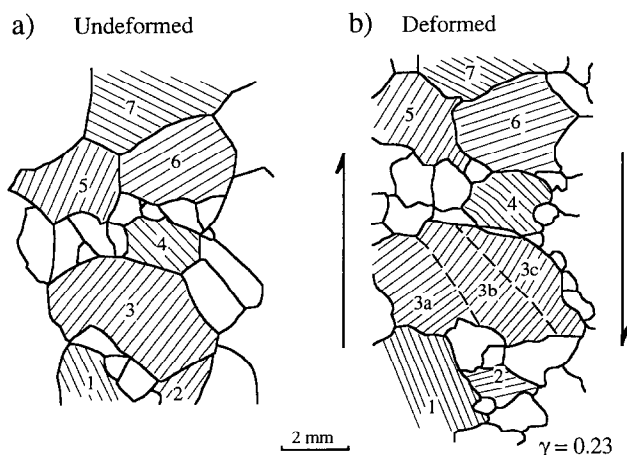 a) Undeformed
7
6
5
4
3
1
2
b) Deformed
7
5
6
4
3a
3b
3c
2
1
2 mm
γ = 0.23